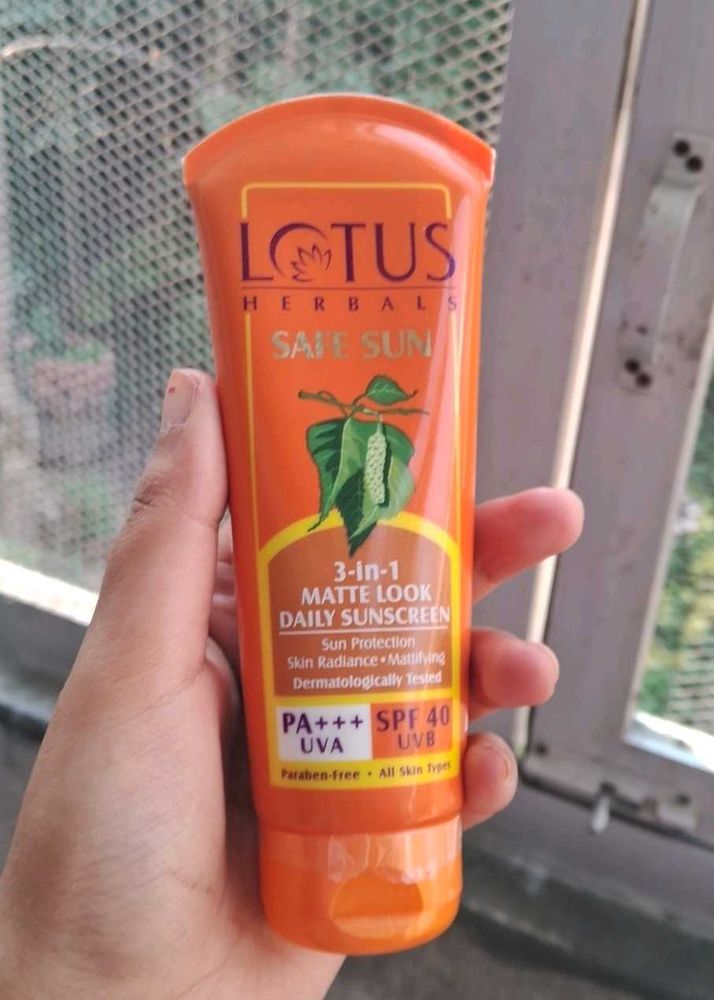 LOTUS
HERBALS
SAFE SUN
3-in-1
MATTE LOOK
DAILY SUNSCREEN
Sun Protection
Skin Radiance • Mattifying
Dermatologically Tested
PA+++ SPF 40
UVA UVB
Paraben-Free • All Skin Types